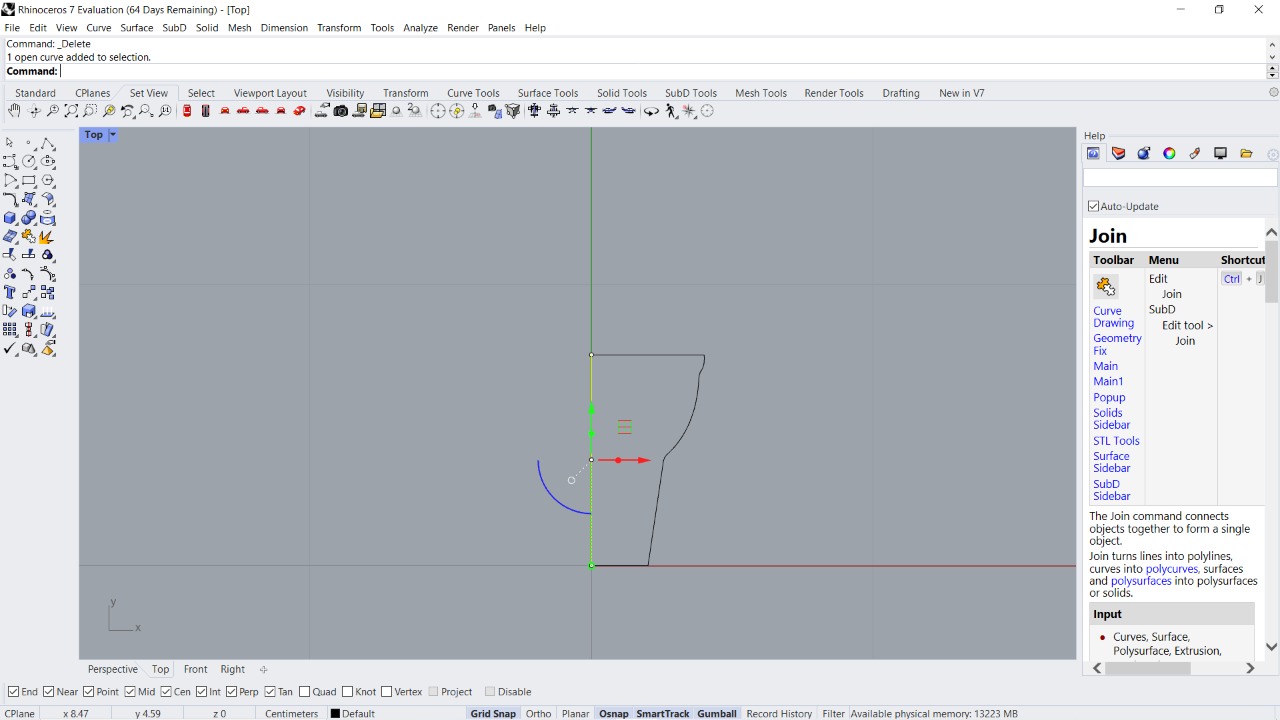 Rhinoceros 7 Evaluation (64 Days Remaining) - [Top]
File Edit View Curve Surface SubD Solid Mesh Dimension Transform Tools Analyze Render Panels Help
Command: _Delete
1 open curve added to selection.
Command:
Standard CPlanes Set View Select Viewport Layout Visibility Transform Curve Tools Surface Tools Solid Tools SubD Tools Mesh Tools Render Tools Drafting New in V7
Top
Help
Auto-Update
Join
Toolbar Menu Shortcut
Edit Ctrl + J
Join
SubD
Edit tool >
Join
Curve
Drawing
Geometry
Fix
Main
Main1
Popup
Solids
Sidebar
STL Tools
Surface
Sidebar
SubD
Sidebar
The Join command connects
objects together to form a single
object.
Join turns lines into polylines,
curves into polycurves, surfaces
and polysurfaces into polysurfaces
or solids.
Input
Curves, Surface,
Polysurface, Extrusion,
y
x
Perspective Top Front Right
End Near Point Mid Cen Int Perp Tan Quad Knot Vertex Project Disable
CPlane x 8.47 y 4.59 z 0 Centimeters Default Grid Snap Ortho Planar Osnap SmartTrack Gumball Record History Filter Available physical memory: 13223 MB